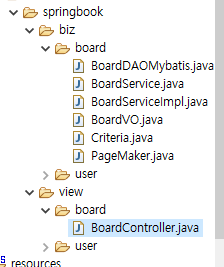 springbook
biz
board
BoardDAOMybatis.java
BoardService.java
BoardServiceImpl.java
BoardVO.java
Criteria.java
PageMaker.java
user
view
board
BoardController.java
user
resources